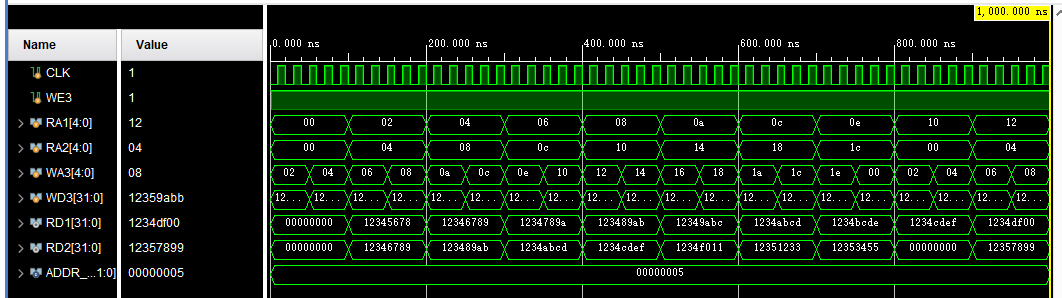 1,000.000 ns
Name Value
0.000 ns 200.000 ns 400.000 ns 600.000 ns 800.000 ns
CLK 1
WE3 1
RA1[4:0] 12 00 02 04 06 08 0a 0c 0e 10 12
RA2[4:0] 04 00 04 08 0c 10 14 18 1c 00 04
WA3[4:0] 08 02 04 06 08 0a 0c 0e 10 12 14 16 18 1a 1c 1e 00 02 04 06 08
WD3[31:0] 12359abb 12... 12... 12... 12... 12... 12... 12... 12... 12... 12... 12... 12... 12... 12... 12... 12... 12... 12... 12... 12...
RD1[31:0] 1234df00 00000000 12345678 12346789 1234789a 123489ab 12349abc 1234abcd 1234bcde 1234cdef 1234df00
RD2[31:0] 12357899 00000000 12346789 123489ab 1234abcd 1234cdef 1234f011 12351233 12353455 00000000 12357899
ADDR_...1:0] 00000005 00000005